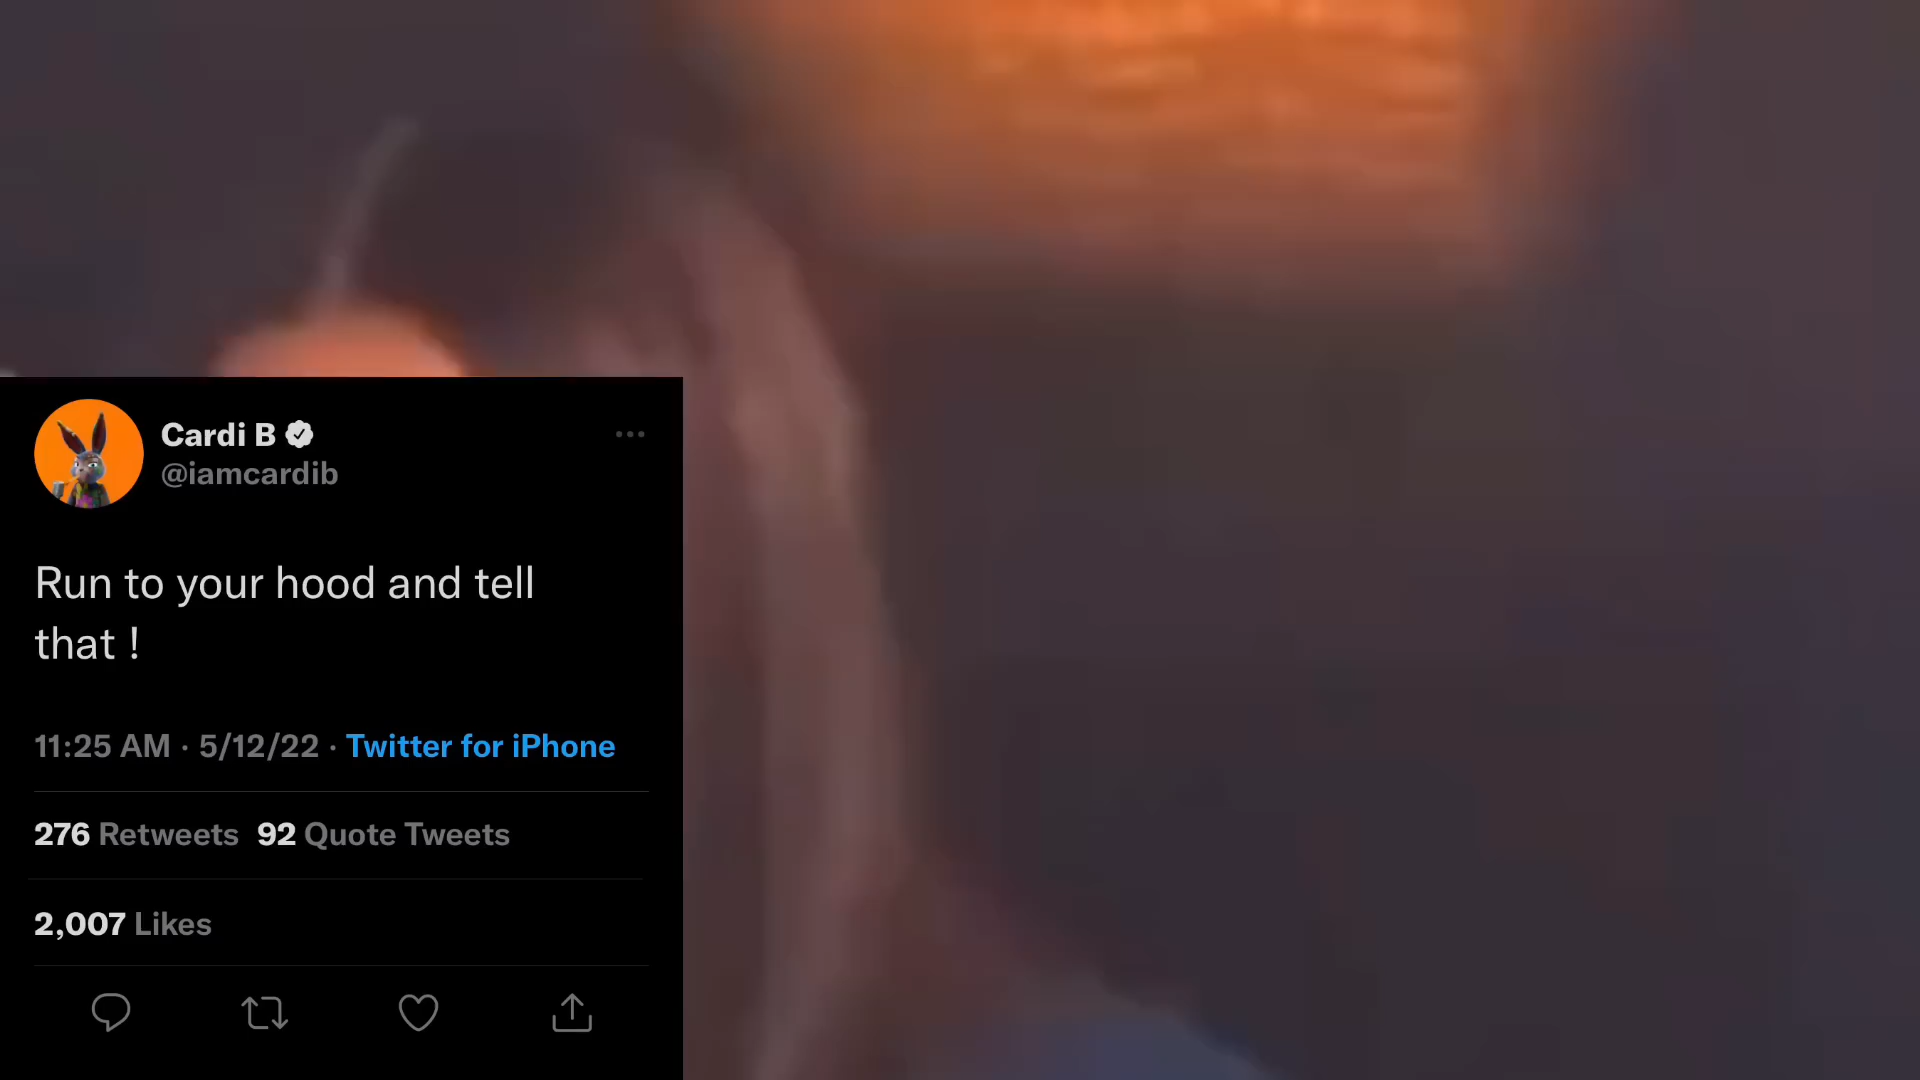 Cardi B
@iamcardib
Run to your hood and tell
that !
11:25 AM · 5/12/22 · Twitter for iPhone
276 Retweets 92 Quote Tweets
2,007 Likes